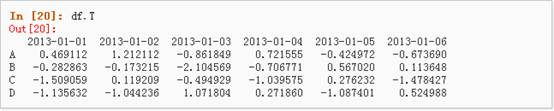 In [20]: df.T
Out[20]:
2013-01-01 2013-01-02 2013-01-03 2013-01-04 2013-01-05 2013-01-06
A 0.469112 1.212112 -0.861849 0.721555 -0.424972 -0.673690
B -0.282863 -0.173215 -2.104569 -0.706771 0.567020 0.113648
C -1.509059 0.119209 -0.494929 -1.039575 0.276232 -1.478427
D -1.135632 -1.044236 1.071804 0.271860 -1.087401 0.524988